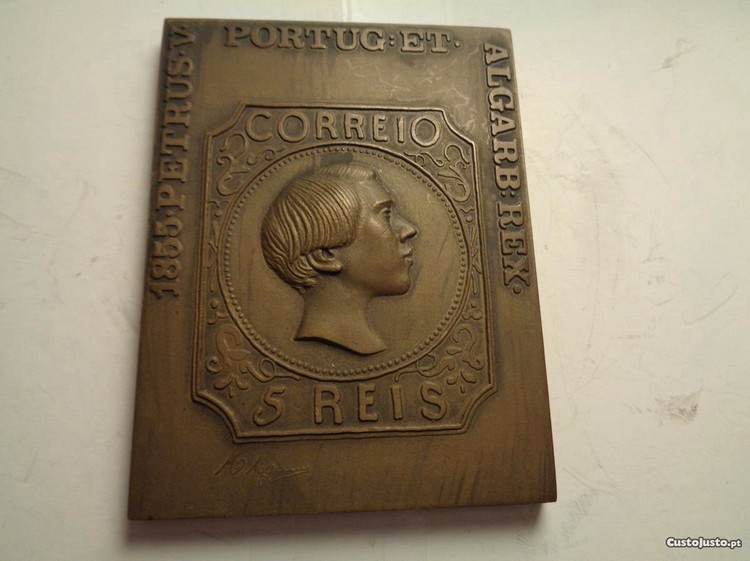 1855·PETRUS·V·
PORTUG:ET·
ALGARB:REX·
CORREIO
5 REIS
CustoJusto.pt